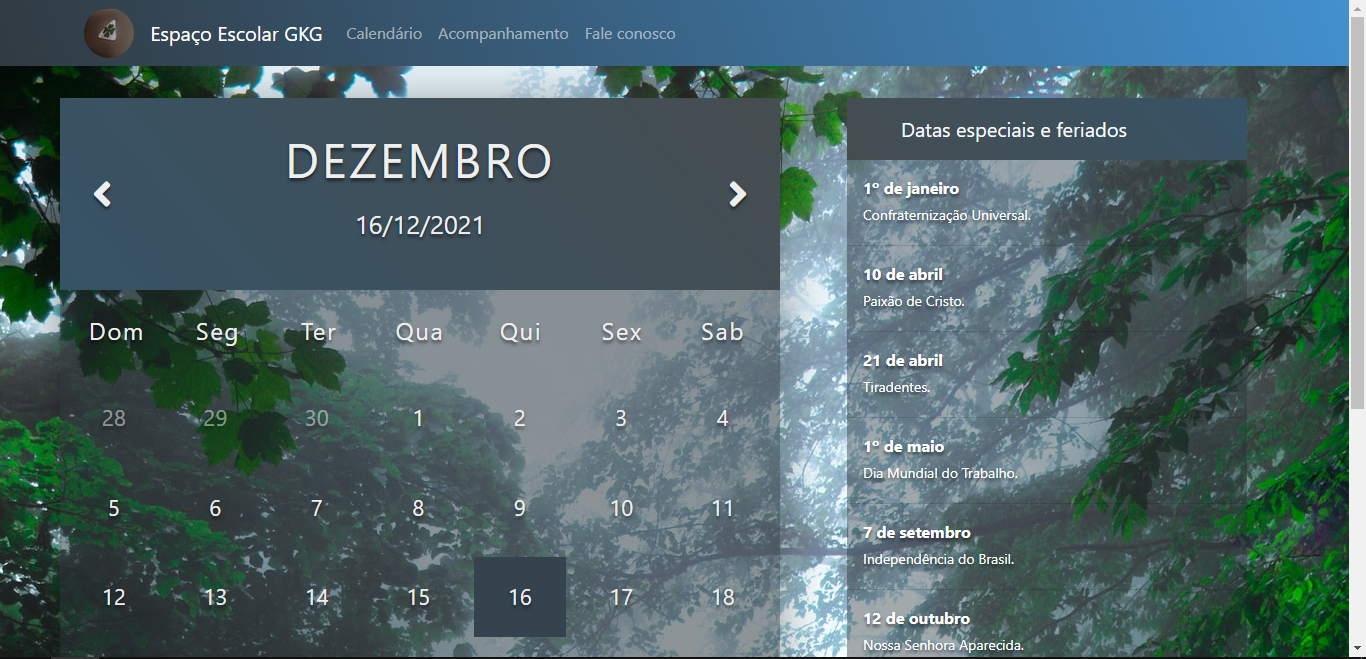 Espaço Escolar GKG Calendário Acompanhamento Fale conosco
DEZEMBRO
16/12/2021
Dom Seg Ter Qua Qui Sex Sab
28 29 30 1 2 3 4
5 6 7 8 9 10 11
12 13 14 15 16 17 18
Datas especiais e feriados
1º de janeiro
Confraternização Universal.
10 de abril
Paixão de Cristo.
21 de abril
Tiradentes.
1º de maio
Dia Mundial do Trabalho.
7 de setembro
Independência do Brasil.
12 de outubro
Nossa Senhora Aparecida.